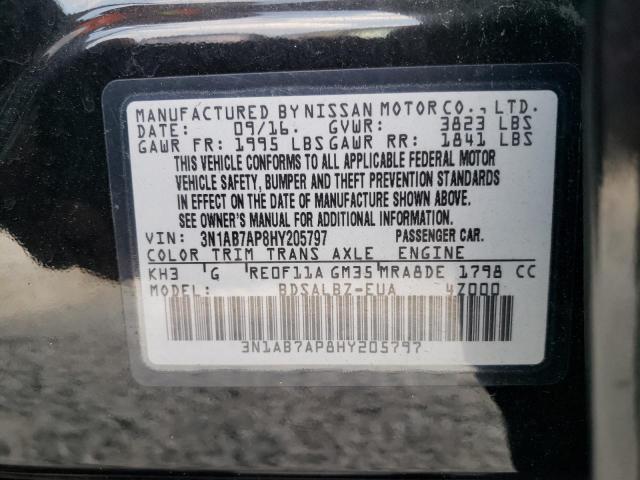 MANUFACTURED BY NISSAN MOTOR CO., LTD.
DATE: 09/16. GVWR: 3823 LBS
GAWR FR: 1995 LBS GAWR RR: 1841 LBS
THIS VEHICLE CONFORMS TO ALL APPLICABLE FEDERAL MOTOR
VEHICLE SAFETY, BUMPER AND THEFT PREVENTION STANDARDS
IN EFFECT ON THE DATE OF MANUFACTURE SHOWN ABOVE.
SEE OWNER'S MANUAL FOR ADDITIONAL INFORMATION.
VIN: 3N1AB7AP8HY205797 PASSENGER CAR.
COLOR TRIM TRANS AXLE ENGINE
KH3 G RE0F11A GM35 MRA8DE 1798 CC
MODEL: BDSALBZ-EUA 47000
3N1AB7AP8HY205797